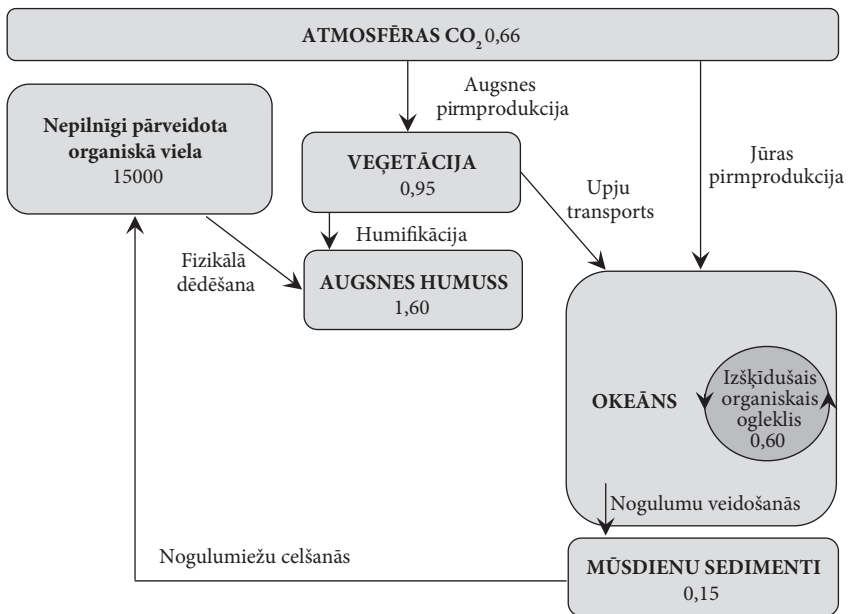 ATMOSFĒRAS CO₂ 0,66
Augsnes
pirmprodukcija
Nepilnīgi pārveidota
organiskā viela
15000
VEĢETĀCIJA
0,95
Jūras
pirmprodukcija
Upju
transports
Humifikācija
Fizikālā
dēdēšana
AUGSNES HUMUSS
1,60
OKEĀNS
Izšķīdušais
organiskais
ogleklis
0,60
Nogulumu veidošanās
Nogulumiežu celšanās
MŪSDIENU SEDIMENTI
0,15